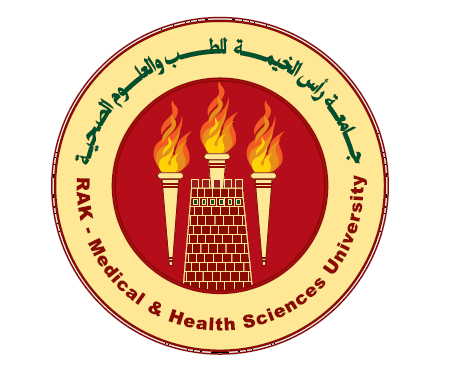 جامعة رأس الخيمة للطب والعلوم الصحية
RAK - Medical & Health Sciences University